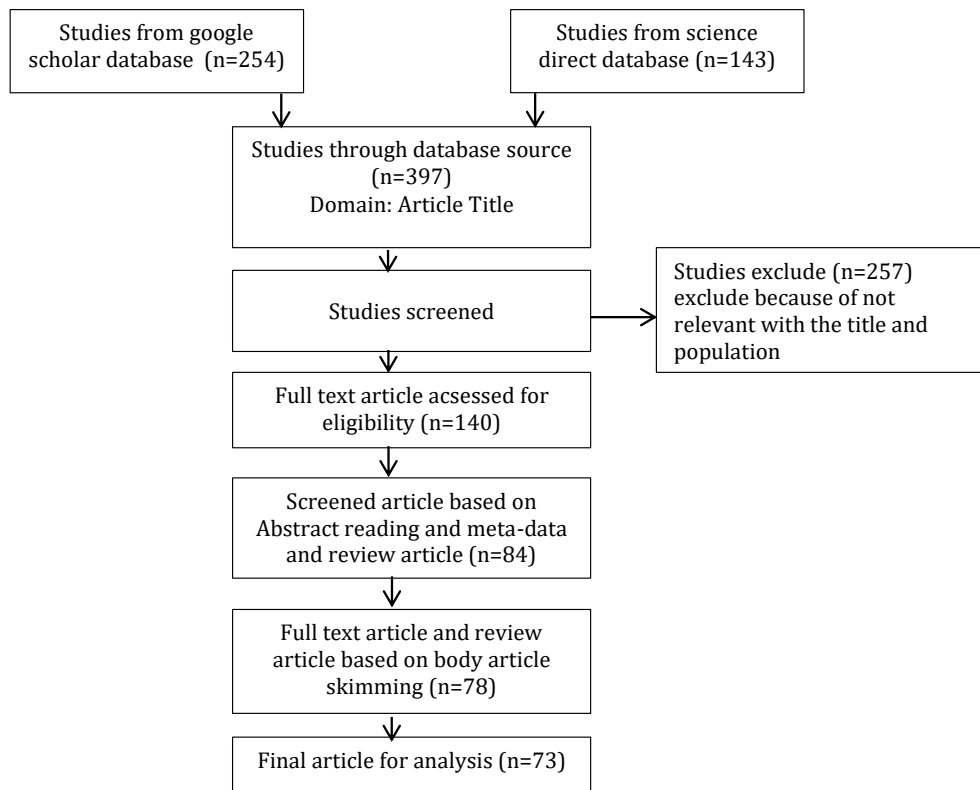 Studies from google
scholar database (n=254)
Studies from science
direct database (n=143)
Studies through database source
(n=397)
Domain: Article Title
Studies screened
Studies exclude (n=257)
exclude because of not
relevant with the title and
population
Full text article acsessed for
eligibility (n=140)
Screened article based on
Abstract reading and meta-data
and review article (n=84)
Full text article and review
article based on body article
skimming (n=78)
Final article for analysis (n=73)